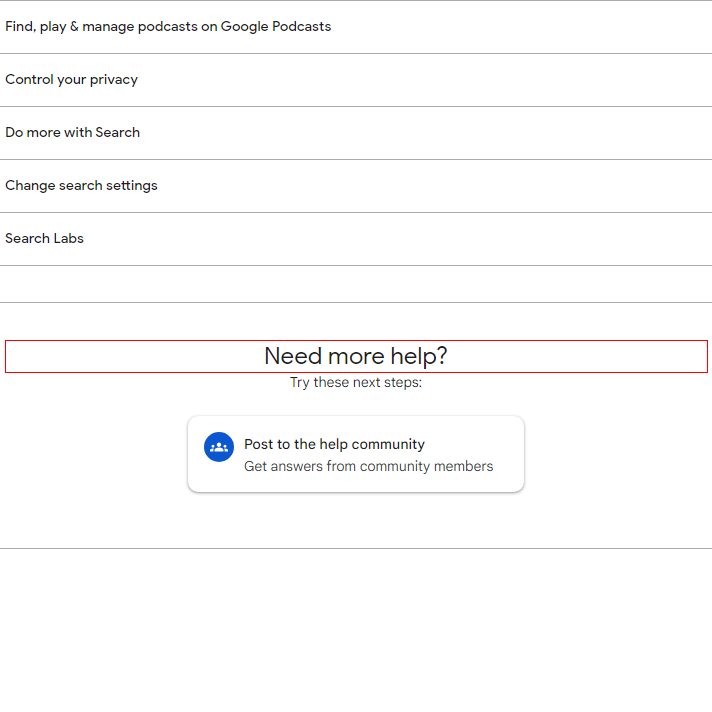 Find, play & manage podcasts on Google Podcasts
Control your privacy
Do more with Search
Change search settings
Search Labs
Need more help?
Try these next steps:
Post to the help community
Get answers from community members